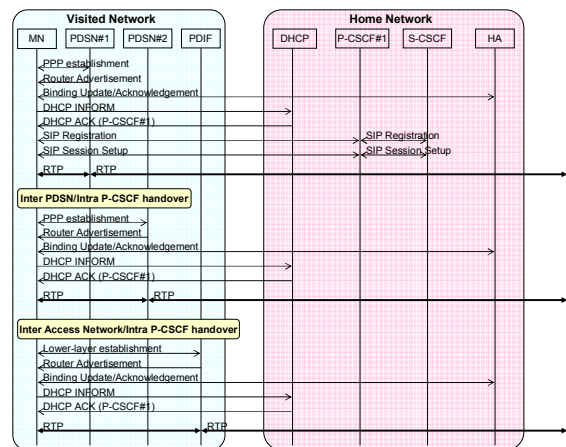 Visited Network Home Network
MN PDSN#1 PDSN#2 PDIF DHCP P-CSCF#1 S-CSCF HA
PPP establishment
Router Advertisement
Binding Update/Acknowledgement
DHCP INFORM
DHCP ACK (P-CSCF#1)
SIP Registration SIP Registration
SIP Session Setup SIP Session Setup
RTP RTP
Inter PDSN/Intra P-CSCF handover
PPP establishment
Router Advertisement
Binding Update/Acknowledgement
DHCP INFORM
DHCP ACK (P-CSCF#1)
RTP RTP
Inter Access Network/Intra P-CSCF handover
Lower-layer establishment
Router Advertisement
Binding Update/Acknowledgement
DHCP INFORM
DHCP ACK (P-CSCF#1)
RTP RTP